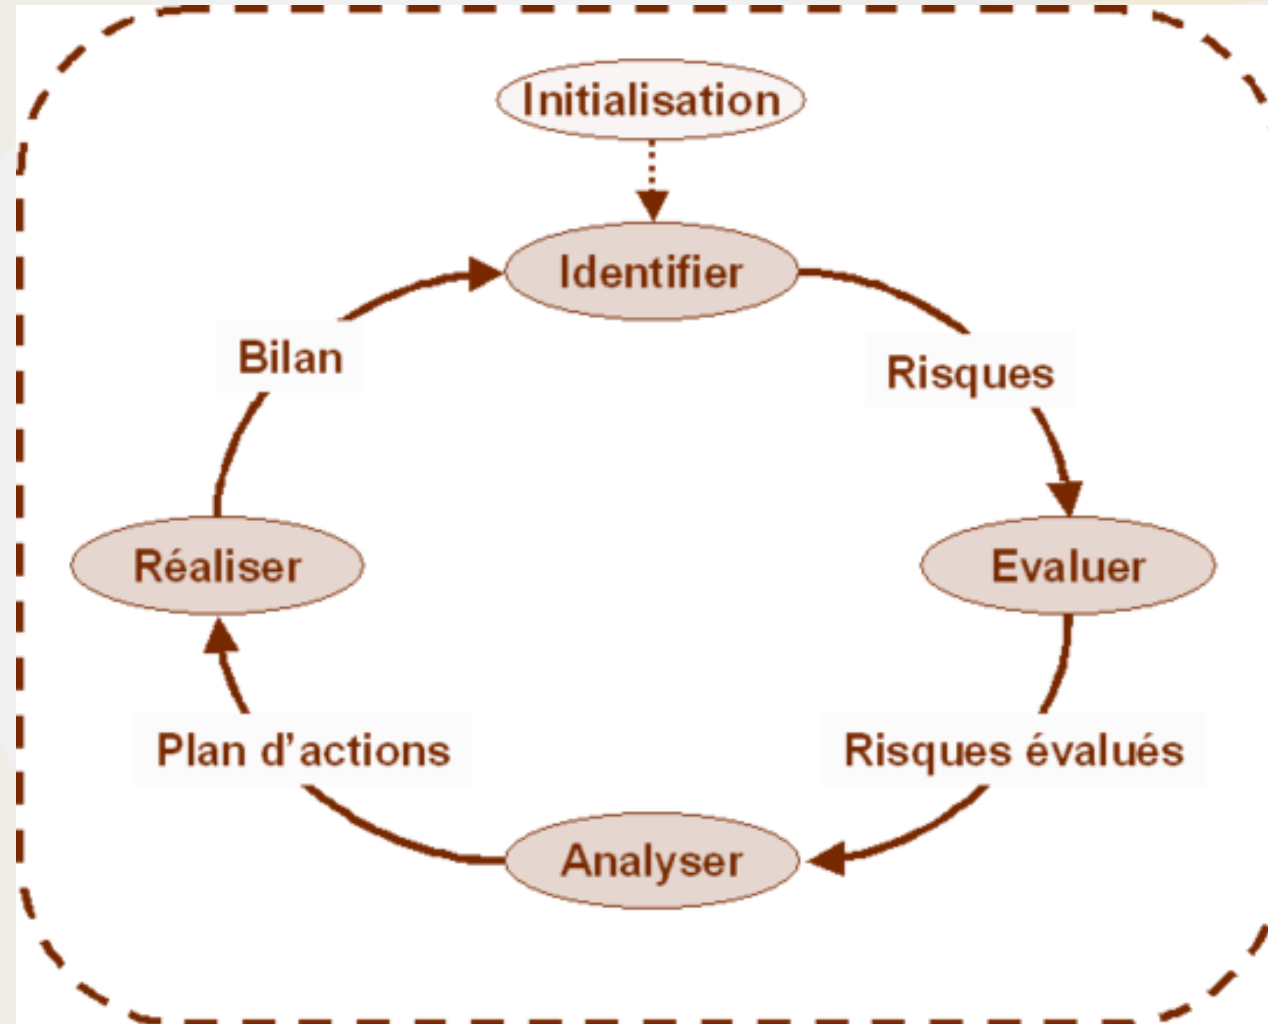 Initialisation
Identifier
Bilan
Risques
Réaliser
Evaluer
Plan d'actions
Risques évalués
Analyser